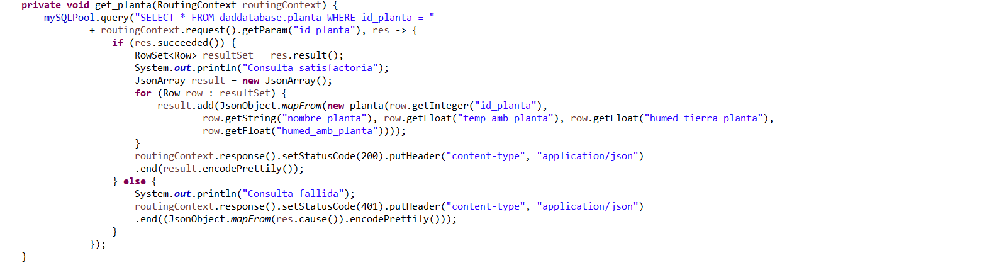 private void get_planta(RoutingContext routingContext) {
mySQLPool.query("SELECT * FROM daddatabase.planta WHERE id_planta = "
+ routingContext.request().getParam("id_planta"), res -> {
if (res.succeeded()) {
RowSet<Row> resultSet = res.result();
System.out.println("Consulta satisfactoria");
JsonArray result = new JsonArray();
for (Row row : resultSet) {
result.add(JsonObject.mapFrom(new planta(row.getInteger("id_planta"),
row.getString("nombre_planta"), row.getFloat("temp_amb_planta"), row.getFloat("humed_tierra_planta"),
row.getFloat("humed_amb_planta"))));
}
routingContext.response().setStatusCode(200).putHeader("content-type", "application/json")
.end(result.encodePrettily());
} else {
System.out.println("Consulta fallida");
routingContext.response().setStatusCode(401).putHeader("content-type", "application/json")
.end((JsonObject.mapFrom(res.cause()).encodePrettily()));
}
});
}